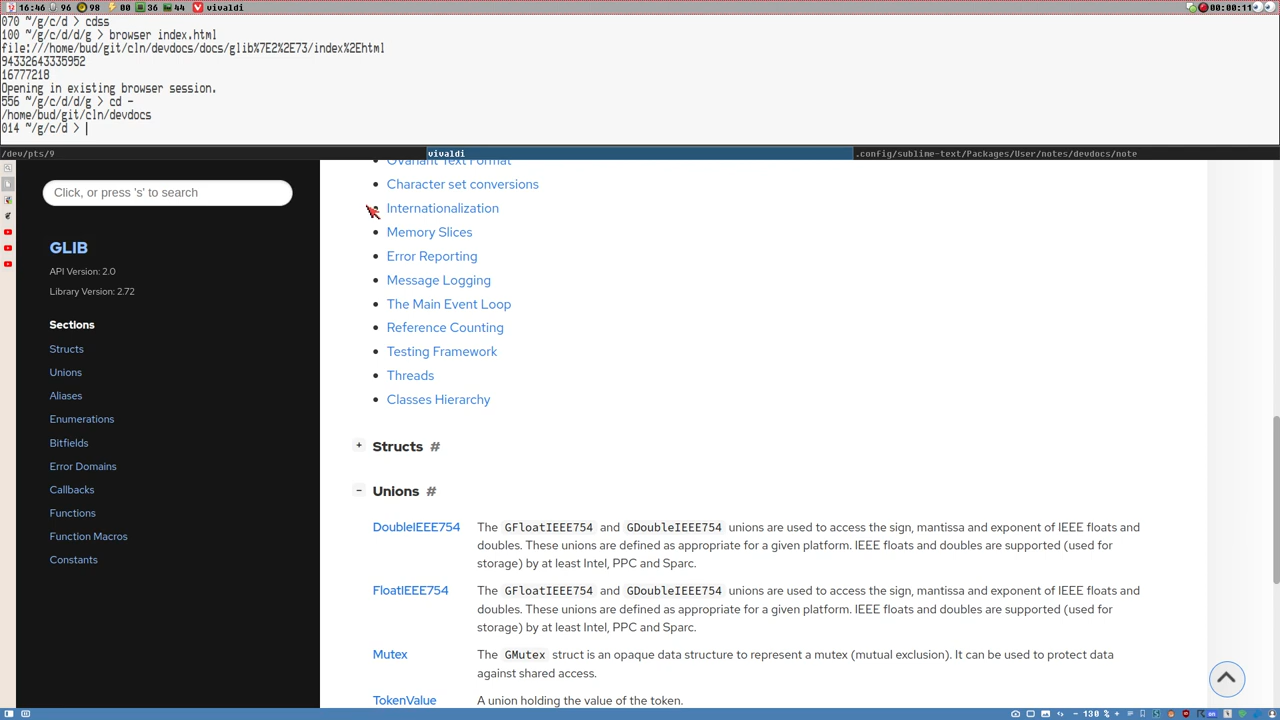 16:46 96 98 00 36 44 vivaldi 00:00:11
070 ~/g/c/d > cdss
100 ~/g/c/d/d/g > browser index.html
file:///home/bud/git/cln/devdocs/docs/glib%7E2%2E73/index%2Ehtml
94332643335952
16777218
Opening in existing browser session.
556 ~/g/c/d/d/g > cd -
/home/bud/git/cln/devdocs
014 ~/g/c/d >
/dev/pts/9 vivaldi .config/sublime-text/Packages/User/notes/devdocs/note
Click, or press 's' to search
GLIB
API Version: 2.0
Library Version: 2.72
Sections
Structs
Unions
Aliases
Enumerations
Bitfields
Error Domains
Callbacks
Functions
Function Macros
Constants
GVariant Text Format
Character set conversions
Internationalization
Memory Slices
Error Reporting
Message Logging
The Main Event Loop
Reference Counting
Testing Framework
Threads
Classes Hierarchy
+ Structs #
− Unions #
DoubleIEEE754 The GFloatIEEE754 and GDoubleIEEE754 unions are used to access the sign, mantissa and exponent of IEEE floats and
doubles. These unions are defined as appropriate for a given platform. IEEE floats and doubles are supported (used for
storage) by at least Intel, PPC and Sparc.
FloatIEEE754 The GFloatIEEE754 and GDoubleIEEE754 unions are used to access the sign, mantissa and exponent of IEEE floats and
doubles. These unions are defined as appropriate for a given platform. IEEE floats and doubles are supported (used for
storage) by at least Intel, PPC and Sparc.
Mutex The GMutex struct is an opaque data structure to represent a mutex (mutual exclusion). It can be used to protect data
against shared access.
TokenValue A union holding the value of the token.
130 %